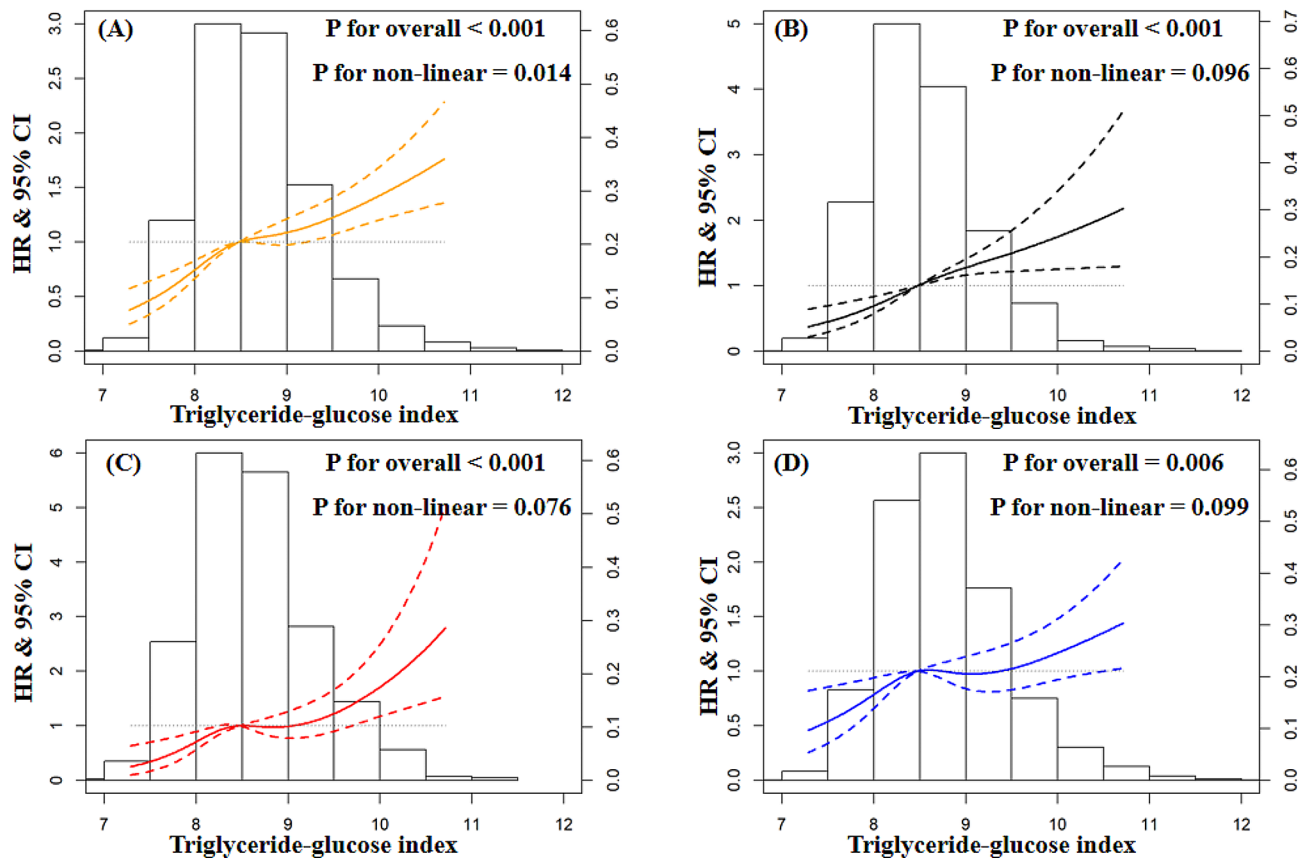 (A)
P for overall < 0.001
P for non-linear = 0.014
HR & 95% CI
0.0 0.5 1.0 1.5 2.0 2.5 3.0
0.0 0.1 0.2 0.3 0.4 0.5 0.6
7 8 9 10 11 12
Triglyceride-glucose index
(B)
P for overall < 0.001
P for non-linear = 0.096
HR & 95% CI
0 1 2 3 4 5
0.0 0.1 0.2 0.3 0.4 0.5 0.6 0.7
7 8 9 10 11 12
Triglyceride-glucose index
(C)
P for overall < 0.001
P for non-linear = 0.076
HR & 95% CI
0 1 2 3 4 5 6
0.0 0.1 0.2 0.3 0.4 0.5 0.6
7 8 9 10 11 12
Triglyceride-glucose index
(D)
P for overall = 0.006
P for non-linear = 0.099
HR & 95% CI
0.0 0.5 1.0 1.5 2.0 2.5 3.0
0.0 0.1 0.2 0.3 0.4 0.5 0.6
7 8 9 10 11 12
Triglyceride-glucose index